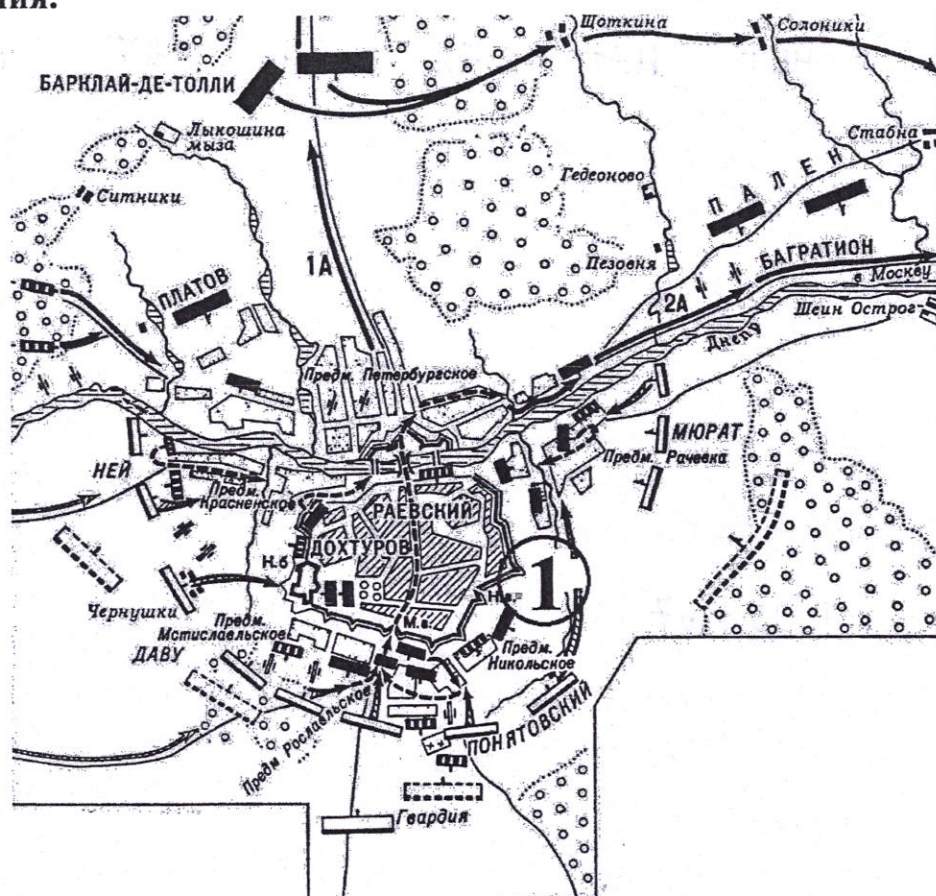 ния.
Шоткина
Солоники
БАРКЛАЙ-ДЕ-ТОЛЛИ
Лыкошина
мыза
Стабна
Ситники
Гедеоново
ПАЛЕН
1А
Пезовня
БАГРАТИОН
ПЛАТОВ
2А
в Москву
Шеин Острог
Днепр
Предм. Петербургское
НЕЙ
МЮРАТ
Предм. Рачевка
Предм.
Красненское
РАЕВСКИЙ
ДОХТУРОВ
Н.б
1
Н.в.
Чернушки
М.в.
Предм.
Мстиславльское
Предм.
Никольское
ДАВУ
Предм Рославльское
ПОНЯТОВСКИЙ
Гвардия